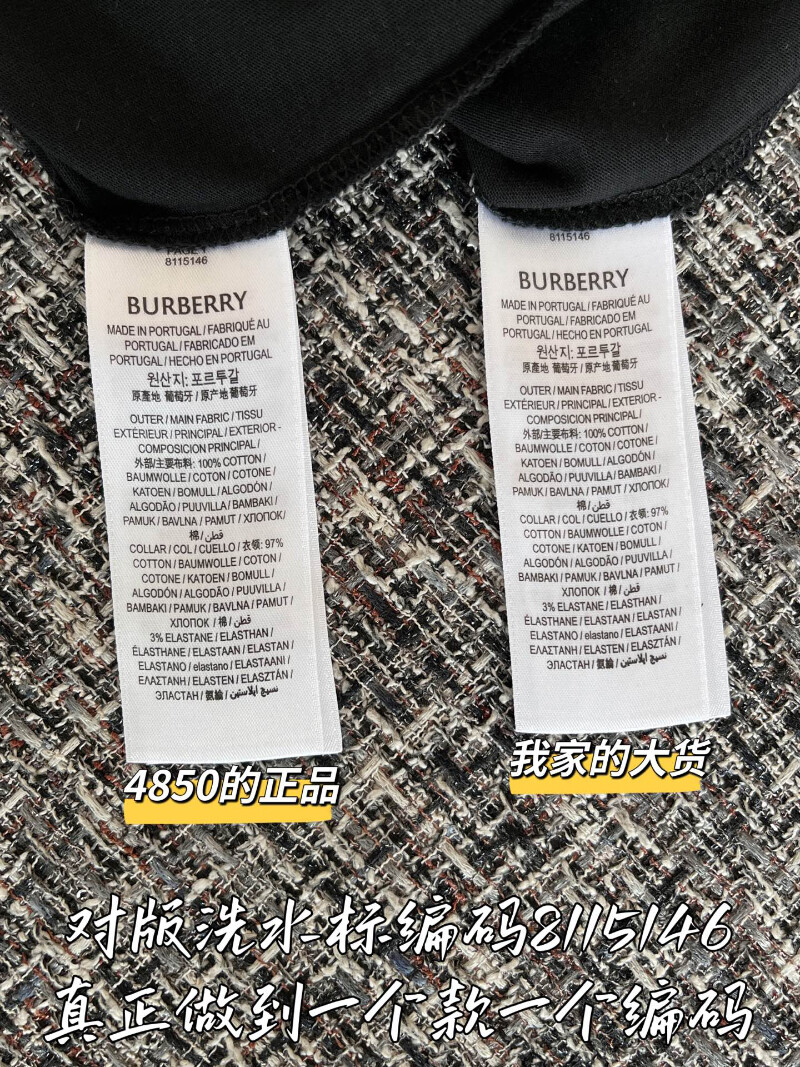 8115146
BURBERRY
MADE IN PORTUGAL / FABRIQUÉ AU
PORTUGAL / FABRICADO EM
PORTUGAL / HECHO EN PORTUGAL
원산지: 포르투갈
原產地 葡萄牙 / 原产地 葡萄牙
OUTER / MAIN FABRIC / TISSU
EXTÉRIEUR / PRINCIPAL / EXTERIOR -
COMPOSICION PRINCIPAL /
外部/主要布料: 100% COTTON /
BAUMWOLLE / COTON / COTONE /
KATOEN / BOMULL / ALGODÓN /
ALGODÃO / PUUVILLA / BAMBAKI /
PAMUK / BAVLNA / PAMUT / ХЛОПОК/
棉 / قطن
COLLAR / COL / CUELLO / 衣领: 97%
COTTON / BAUMWOLLE / COTON /
COTONE / KATOEN / BOMULL /
ALGODÓN / ALGODÃO / PUUVILLA /
BAMBAKI / PAMUK / BAVLNA / PAMUT /
ХЛОПОК / 棉 / قطن
3% ELASTANE / ELASTHAN /
ÉLASTHANE / ELASTAAN / ELASTAN /
ELASTANO / elastano / ELASTAANI /
ΕΛΑΣΤΑΝΗ / ELASTEN / ELASZTÁN /
ЭЛАСТАН / 氨綸 / نسيج ايلاستين
4850的正品
8115146
BURBERRY
MADE IN PORTUGAL / FABRIQUÉ AU
PORTUGAL / FABRICADO EM
PORTUGAL / HECHO EN PORTUGAL
원산지: 포르투갈
原產地 葡萄牙 / 原产地 葡萄牙
OUTER / MAIN FABRIC / TISSU
EXTÉRIEUR / PRINCIPAL / EXTERIOR -
COMPOSICION PRINCIPAL /
外部/主要布料: 100% COTTON /
BAUMWOLLE / COTON / COTONE /
KATOEN / BOMULL / ALGODÓN /
ALGODÃO / PUUVILLA / BAMBAKI /
PAMUK / BAVLNA / PAMUT / ХЛОПОК/
棉 / قطن
COLLAR / COL / CUELLO / 衣领: 97%
COTTON / BAUMWOLLE / COTON /
COTONE / KATOEN / BOMULL /
ALGODÓN / ALGODÃO / PUUVILLA /
BAMBAKI / PAMUK / BAVLNA / PAMUT /
ХЛОПОК / 棉 / قطن
3% ELASTANE / ELASTHAN /
ÉLASTHANE / ELASTAAN / ELASTAN /
ELASTANO / elastano / ELASTAANI /
ΕΛΑΣΤΑΝΗ / ELASTEN / ELASZTÁN /
ЭЛАСТАН / 氨綸 / نسيج ايلاستين
我家的大货
对版洗水标编码8115146
真正做到一个款一个编码